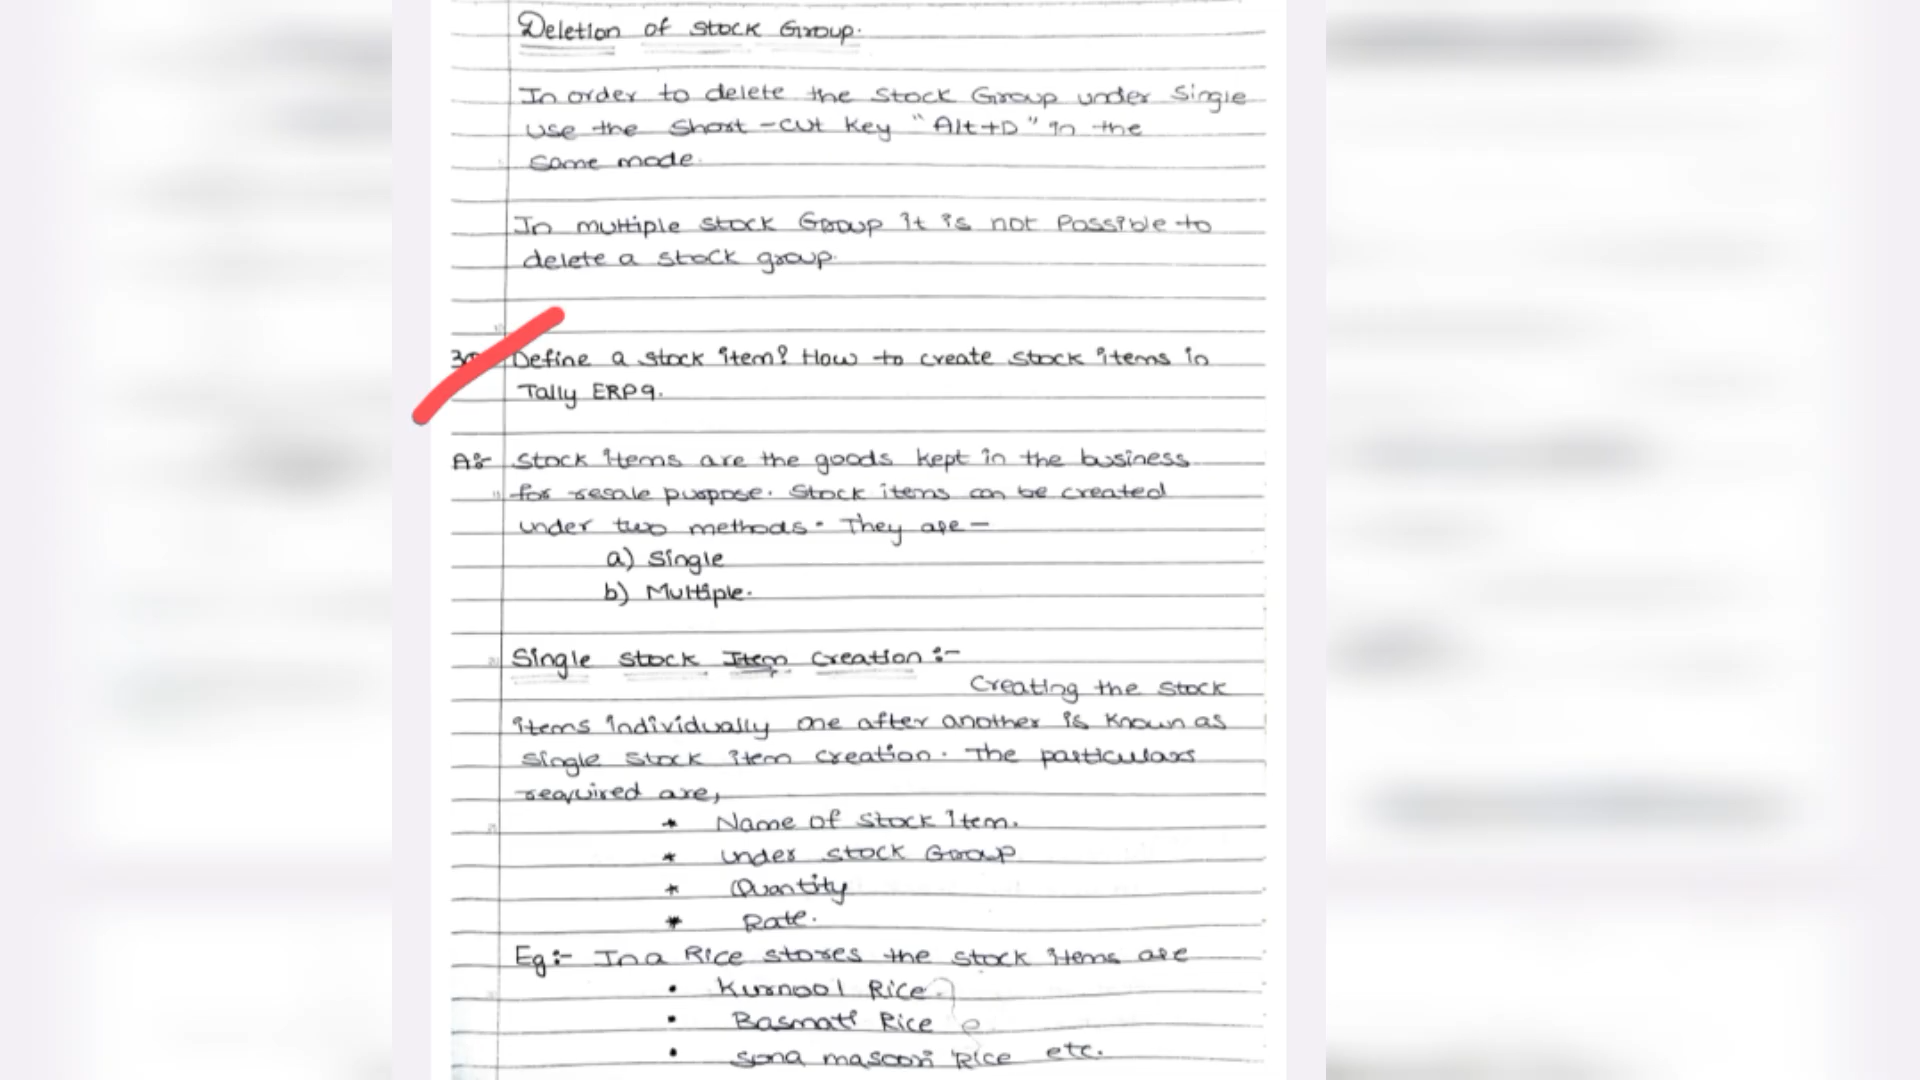 Deletion of Stock Group.
In order to delete the Stock Group under Single
use the Short-cut key "Alt+D" in the
same mode.
In multiple stock Group it is not Possible to
delete a stock group.
Define a stock item? How to create stock items in
Tally ERP9.
A:- Stock items are the goods kept in the business
for resale purpose. Stock items can be created
under two methods. They are —
a) Single
b) Multiple.
Single stock Item Creation:-
Creating the stock
items individually one after another is known as
single stock item creation. The particulars
required are,
* Name of stock Item.
* under stock Group
* Quantity
* Rate.
Eg:- In a Rice stores the stock items are
• Kurnool Rice
• Basmati Rice
• Sona masoori Rice etc.